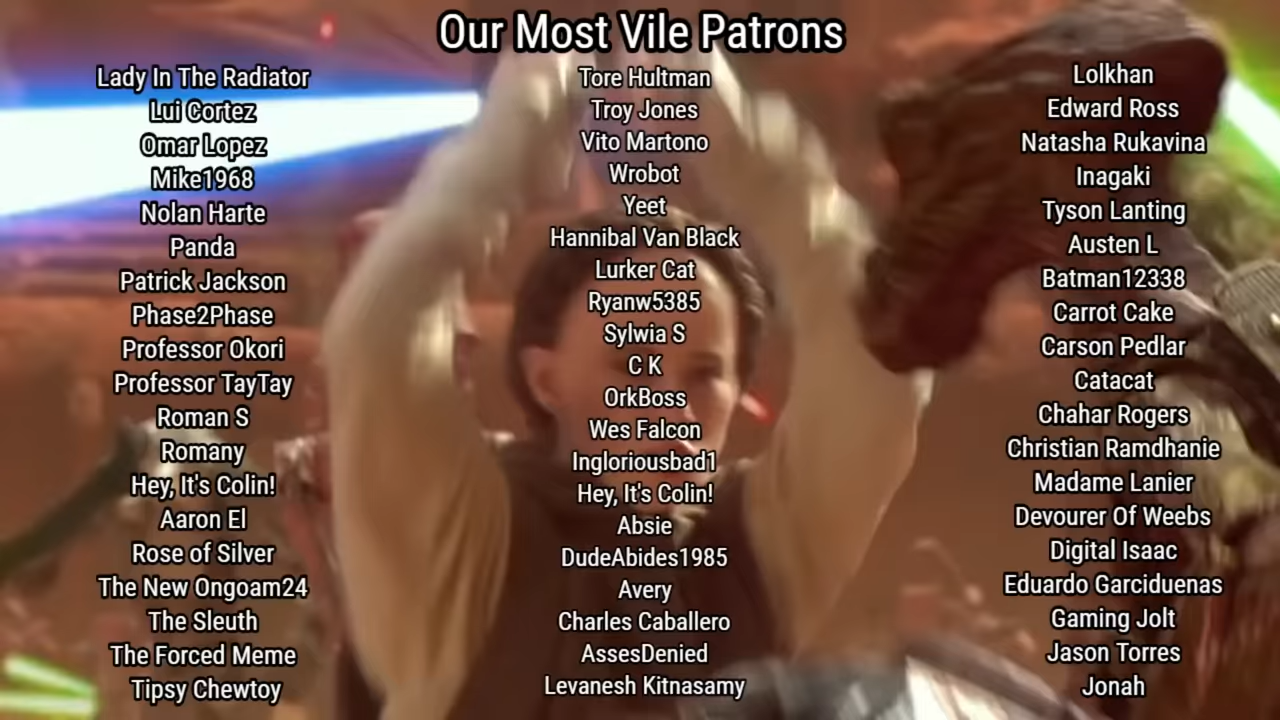 Our Most Vile Patrons
Lady In The Radiator
Lui Cortez
Omar Lopez
Mike1968
Nolan Harte
Panda
Patrick Jackson
Phase2Phase
Professor Okori
Professor TayTay
Roman S
Romany
Hey, It's Colin!
Aaron El
Rose of Silver
The New Ongoam24
The Sleuth
The Forced Meme
Tipsy Chewtoy
Tore Hultman
Troy Jones
Vito Martono
Wrobot
Yeet
Hannibal Van Black
Lurker Cat
Ryanw5385
Sylwia S
C K
OrkBoss
Wes Falcon
Ingloriousbad1
Hey, It's Colin!
Absie
DudeAbides1985
Avery
Charles Caballero
AssesDenied
Levanesh Kitnasamy
Lolkhan
Edward Ross
Natasha Rukavina
Inagaki
Tyson Lanting
Austen L
Batman12338
Carrot Cake
Carson Pedlar
Catacat
Chahar Rogers
Christian Ramdhanie
Madame Lanier
Devourer Of Weebs
Digital Isaac
Eduardo Garciduenas
Gaming Jolt
Jason Torres
Jonah